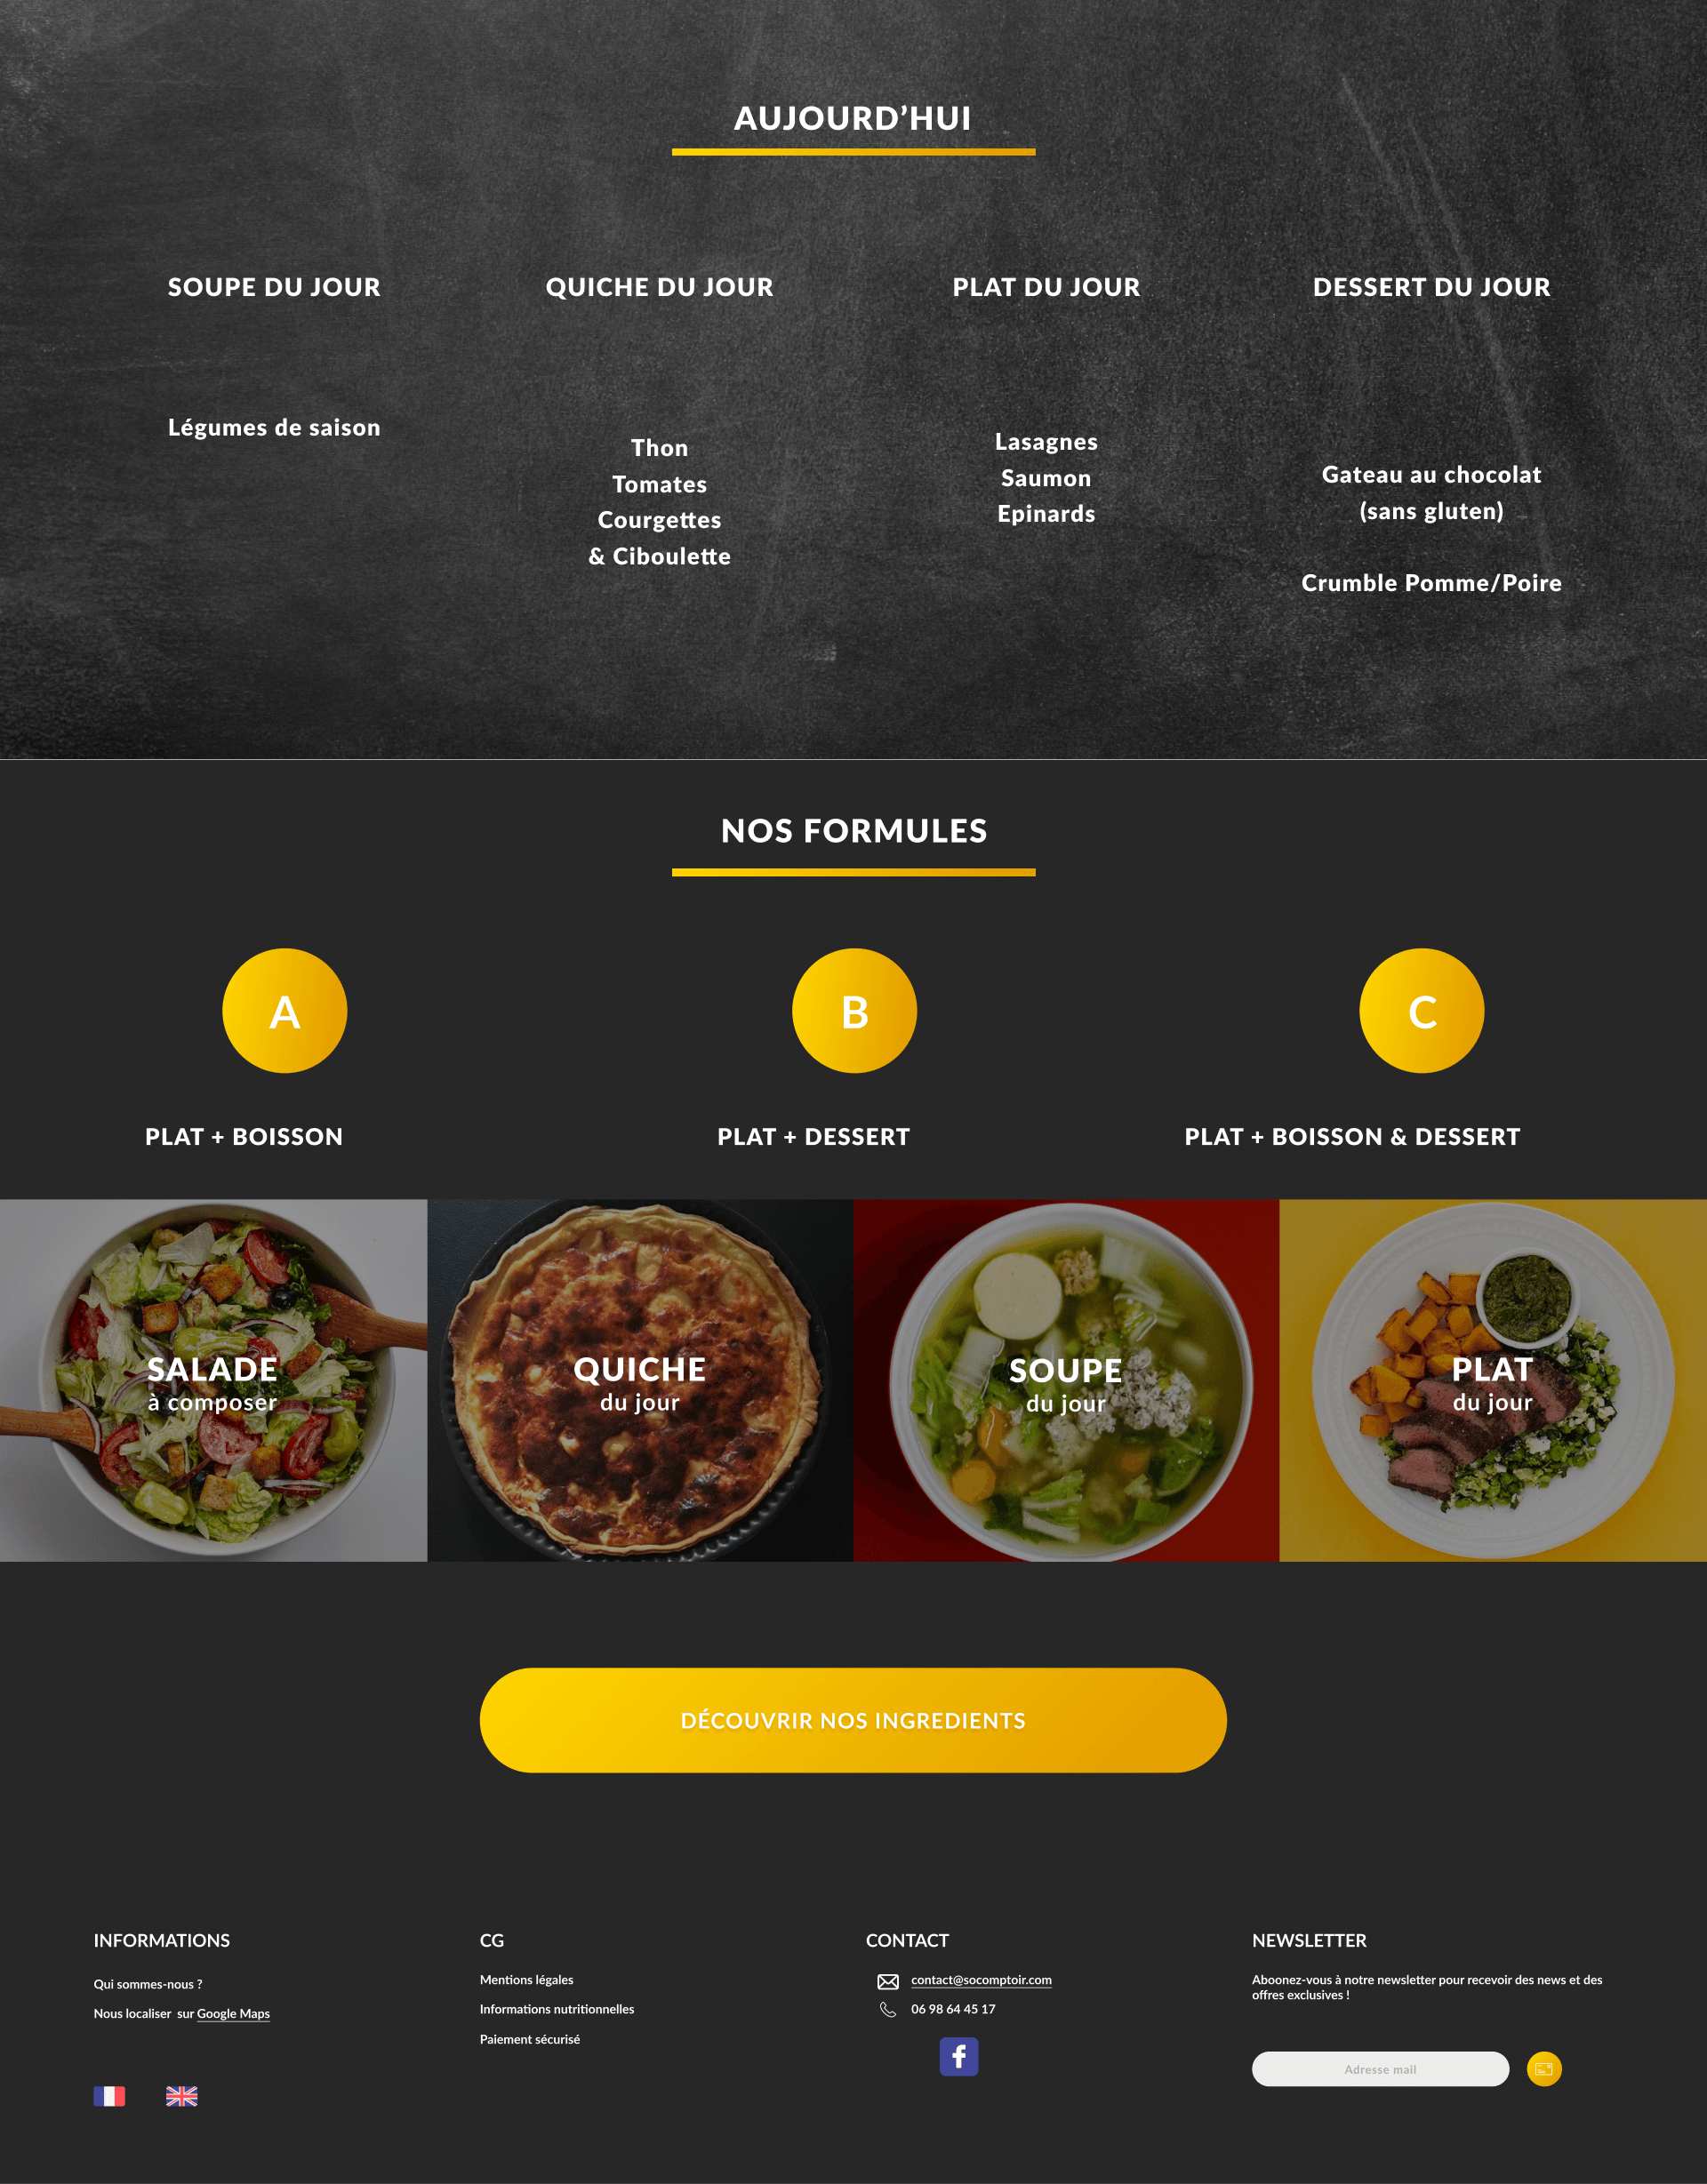 AUJOURD’HUI
SOUPE DU JOUR
Légumes de saison
QUICHE DU JOUR
Thon
Tomates
Courgettes
& Ciboulette
PLAT DU JOUR
Lasagnes
Saumon
Epinards
DESSERT DU JOUR
Gateau au chocolat
(sans gluten)
Crumble Pomme/Poire
NOS FORMULES
A
PLAT + BOISSON
B
PLAT + DESSERT
C
PLAT + BOISSON & DESSERT
SALADE
à composer
QUICHE
du jour
SOUPE
du jour
PLAT
du jour
DÉCOUVRIR NOS INGREDIENTS
INFORMATIONS
Qui sommes-nous ?
Nous localiser sur Google Maps
CG
Mentions légales
Informations nutritionnelles
Paiement sécurisé
CONTACT
contact@socomptoir.com
06 98 64 45 17
f
NEWSLETTER
Aboonez-vous à notre newsletter pour recevoir des news et des
offres exclusives !
Adresse mail